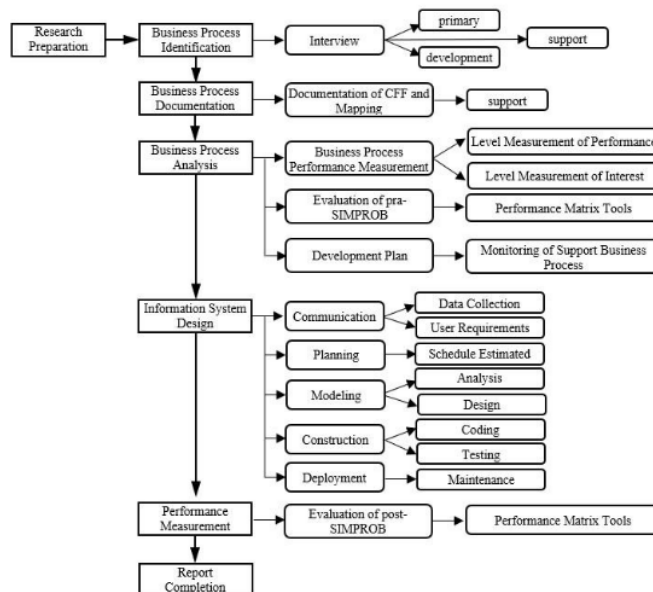 primary
Research
Preparation
Business Process
Identification
Interview
support
development
Business Process
Documentation
Documentation of CFF and
Mapping
support
Business Process
Analysis
Business Process
Performance Measurement
Level Measurement of Performance
Level Measurement of Interest
Evaluation of pra-
SIMPROB
Performance Matrix Tools
Development Plan
Monitoring of Support Business
Process
Information System
Design
Communication
Data Collection
User Requirements
Planning
Schedule Estimated
Modeling
Analysis
Design
Construction
Coding
Testing
Deployment
Maintenance
Performance
Measurement
Evaluation of post-
SIMPROB
Performance Matrix Tools
Report
Completion